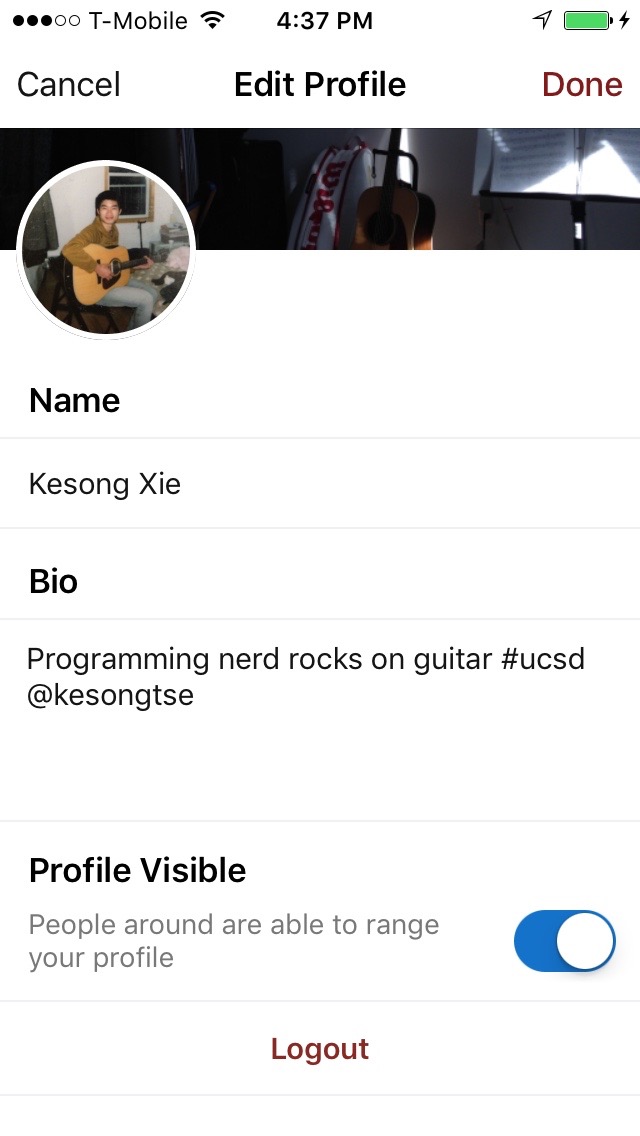 T-Mobile 4:37 PM
Cancel Edit Profile Done
Wilson
Name
Kesong Xie
Bio
Programming nerd rocks on guitar #ucsd
@kesongtse
Profile Visible
People around are able to range
your profile
Logout